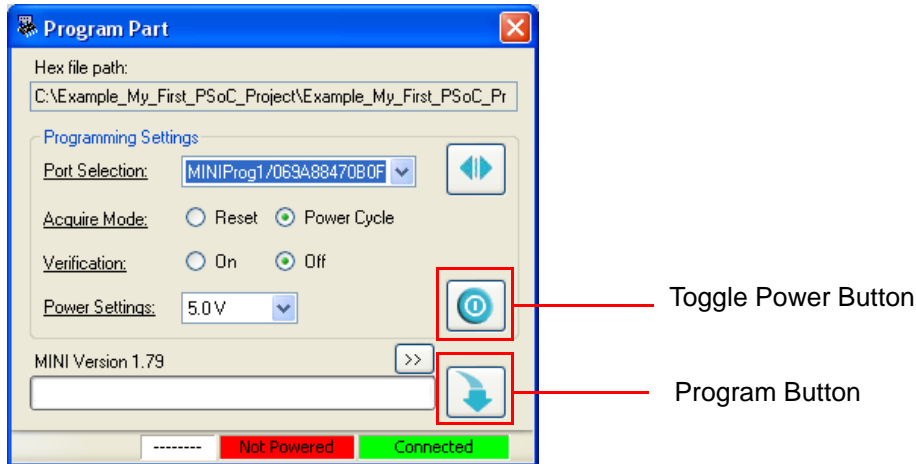 Program Part
Hex file path:
C:\Example_My_First_PSoC_Project\Example_My_First_PSoC_Pr
Programming Settings
Port Selection: MINIProg1/069A88470B0F
Acquire Mode: Reset Power Cycle
Verification: On Off
Power Settings: 5.0 V
Toggle Power Button
MINI Version 1.79 >>
Program Button
-------- Not Powered Connected